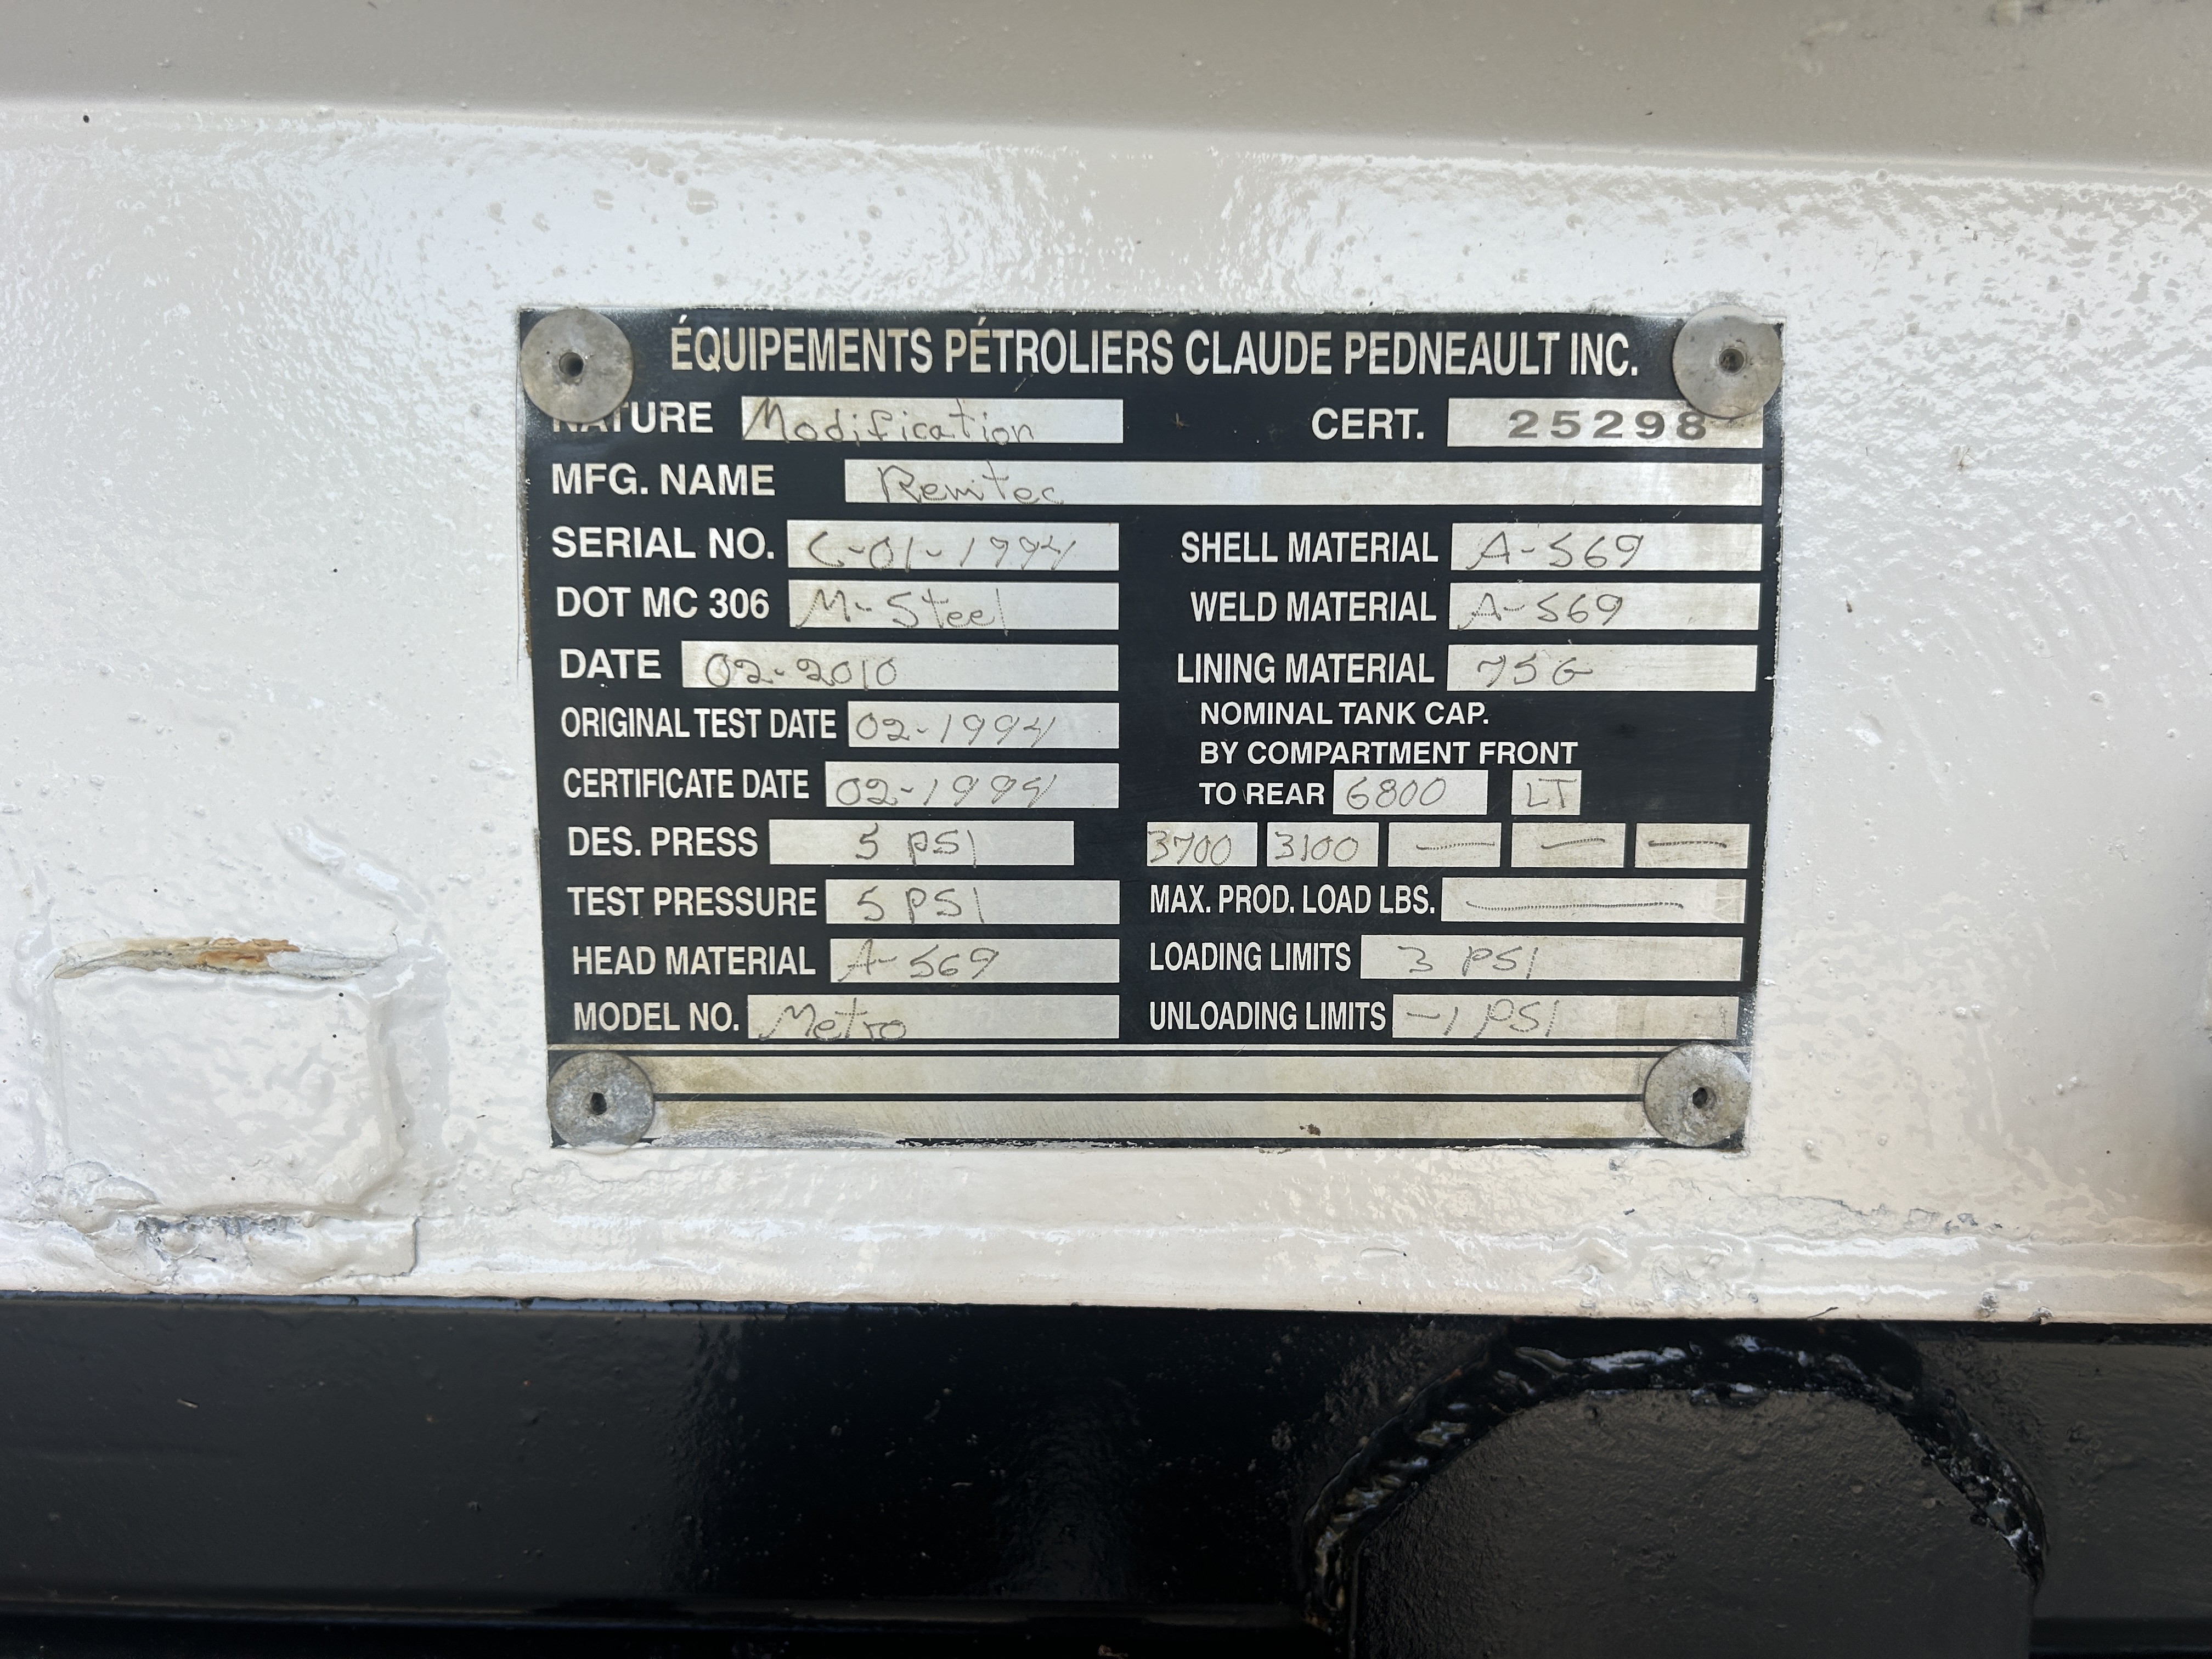 ÉQUIPEMENTS PÉTROLIERS CLAUDE PEDNEAULT INC.
NATURE Modification CERT. 25298
MFG. NAME Remtec
SERIAL NO. C-01-1994 SHELL MATERIAL A-569
DOT MC 306 M-Steel WELD MATERIAL A-569
DATE 02-2010 LINING MATERIAL 75G
ORIGINAL TEST DATE 02-1994 NOMINAL TANK CAP.
BY COMPARTMENT FRONT
CERTIFICATE DATE 02-1994 TO REAR 6800 LT
DES. PRESS 5 PSI 3700 3100 — — —
TEST PRESSURE 5 PSI MAX. PROD. LOAD LBS. —
HEAD MATERIAL A-569 LOADING LIMITS 3 PSI
MODEL NO. Metro UNLOADING LIMITS -1 PSI